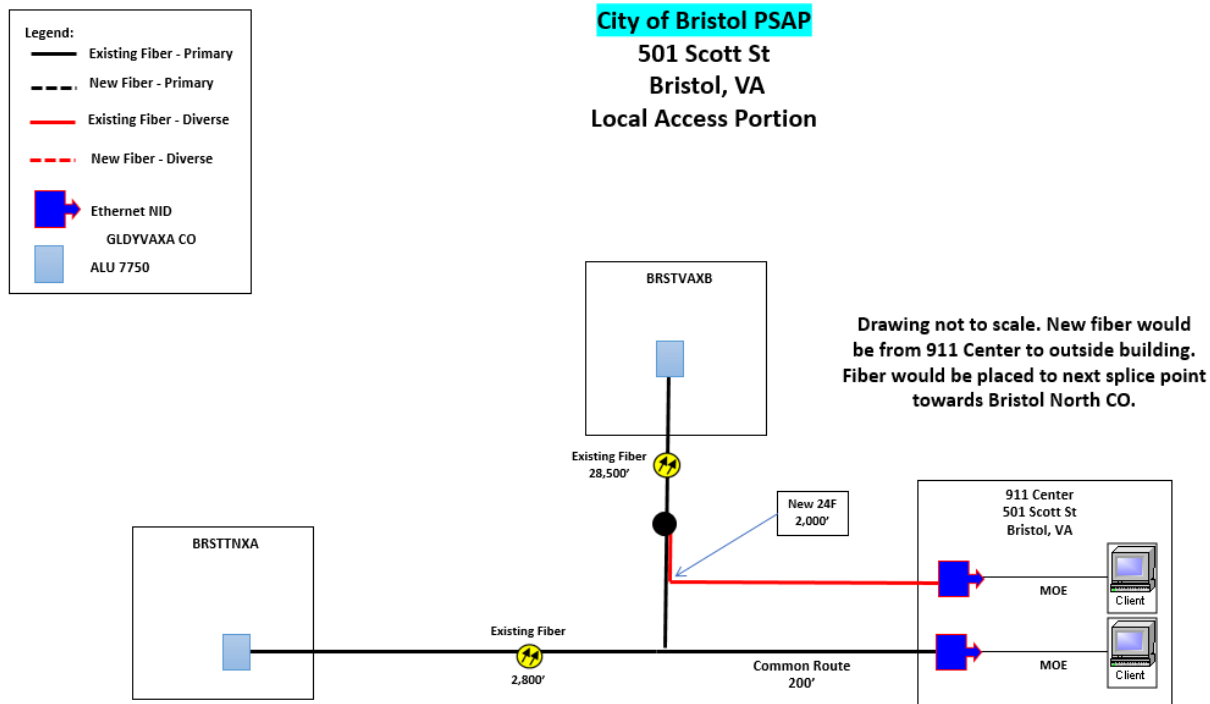 City of Bristol PSAP
501 Scott St
Bristol, VA
Local Access Portion
Legend:
Existing Fiber - Primary
New Fiber - Primary
Existing Fiber - Diverse
New Fiber - Diverse
Ethernet NID
GLDYVAXA CO
ALU 7750
BRSTVAXB
Drawing not to scale. New fiber would
be from 911 Center to outside building.
Fiber would be placed to next splice point
towards Bristol North CO.
Existing Fiber
28,500’
New 24F
2,000’
911 Center
501 Scott St
Bristol, VA
BRSTTNXA
MOE
Client
Existing Fiber
2,800’
Common Route
200’
MOE
Client